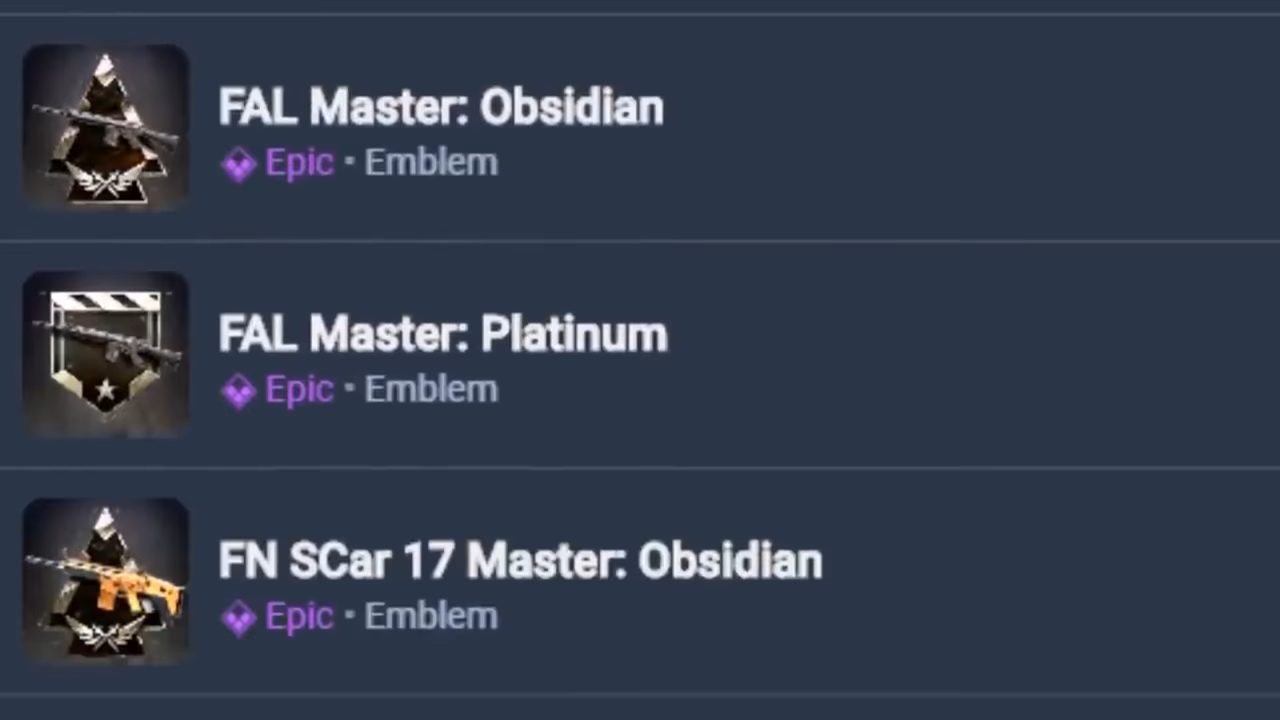 FAL Master: Obsidian
Epic • Emblem
FAL Master: Platinum
Epic • Emblem
FN SCar 17 Master: Obsidian
Epic • Emblem